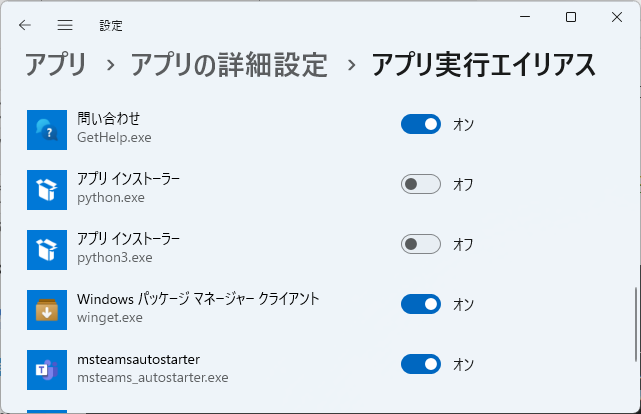 設定
アプリ > アプリの詳細設定 > アプリ実行エイリアス
問い合わせ
GetHelp.exe
オン
アプリ インストーラー
python.exe
オフ
アプリ インストーラー
python3.exe
オフ
Windows パッケージ マネージャー クライアント
winget.exe
オン
msteamsautostarter
msteams_autostarter.exe
オン